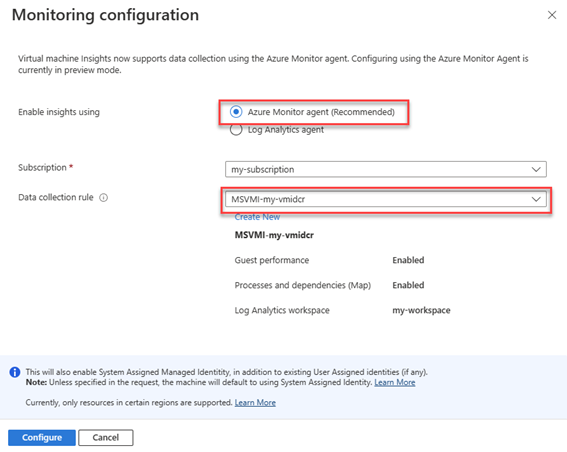 Monitoring configuration
Virtual machine Insights now supports data collection using the Azure Monitor agent. Configuring using the Azure Monitor Agent is
currently in preview mode.
Enable insights using
Azure Monitor agent (Recommended)
Log Analytics agent
Subscription *
my-subscription
Data collection rule
MSVMI-my-vmidcr
Create New
MSVMI-my-vmidcr
Guest performance Enabled
Processes and dependencies (Map) Enabled
Log Analytics workspace my-workspace
This will also enable System Assigned Managed Identitity, in addition to existing User Assigned identities (if any).
Note: Unless specified in the request, the machine will default to using System Assigned Identity. Learn More
Currently, only resources in certain regions are supported. Learn More
Configure Cancel